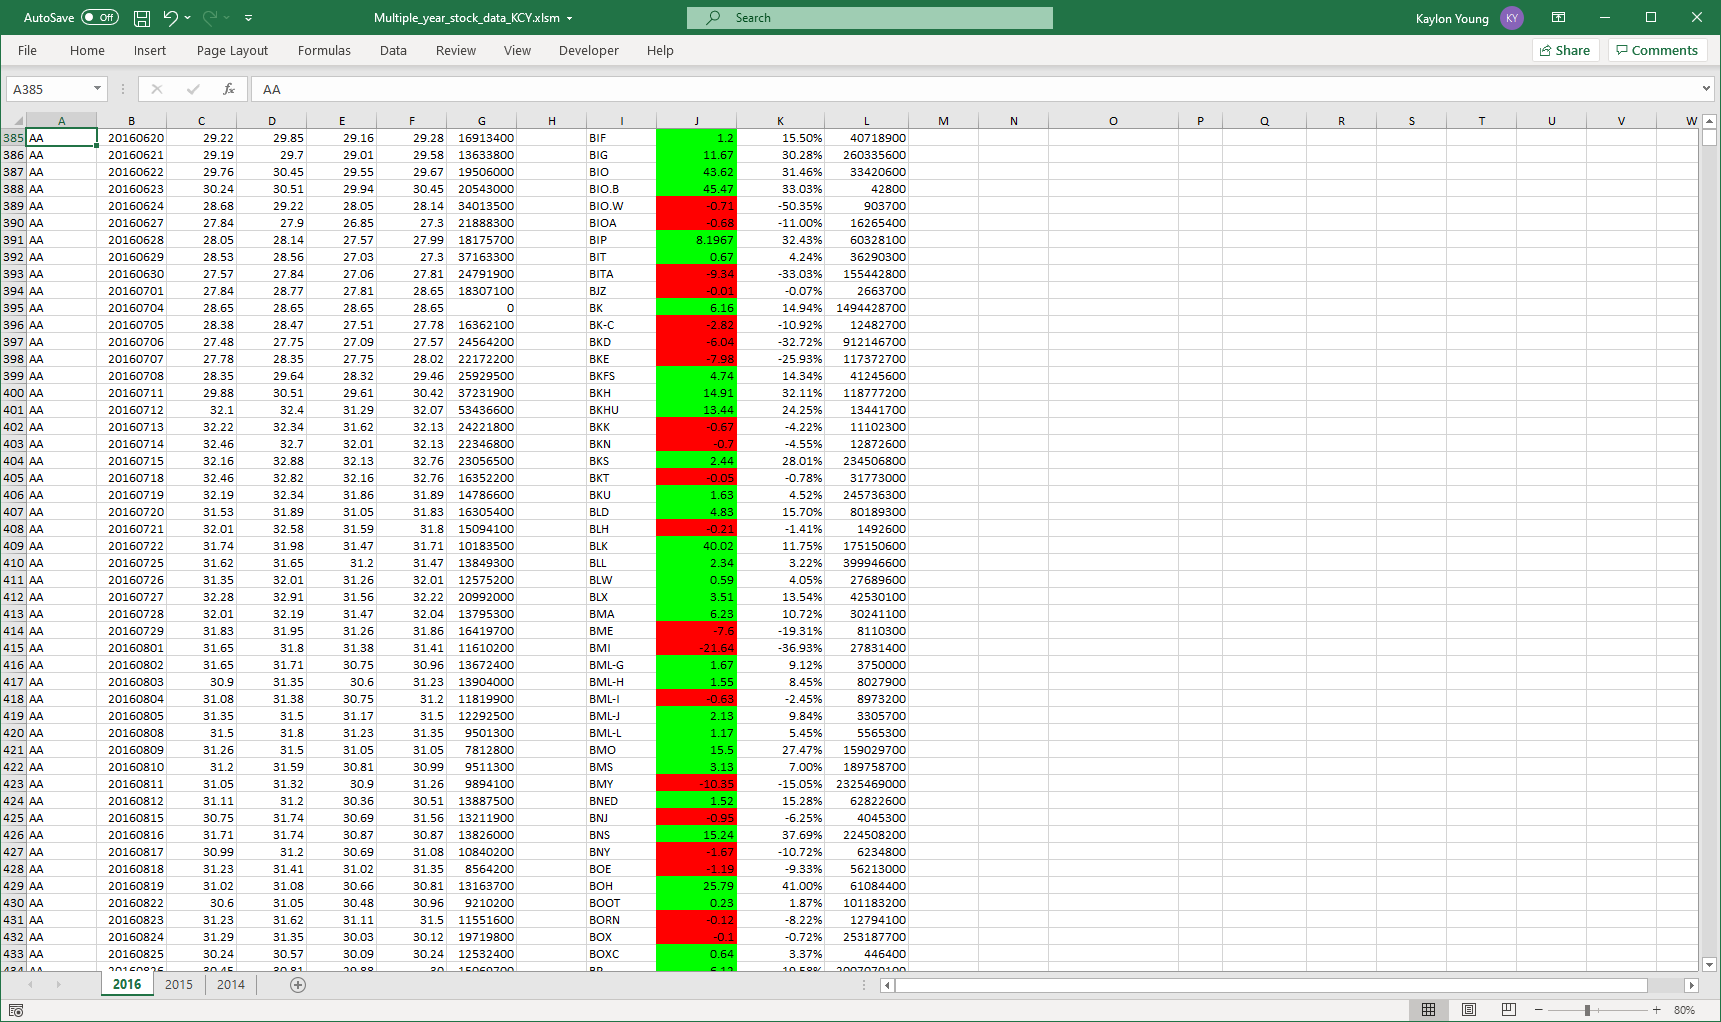 AutoSave Off Multiple_year_stock_data_KCY.xlsm Search Kaylon Young KY
File Home Insert Page Layout Formulas Data Review View Developer Help Share Comments
A385 fx AA
A B C D E F G H I J K L M N O P Q R S T U V W
385 AA 20160620 29.22 29.85 29.16 29.28 16913400 BIF 1.2 15.50% 40718900
386 AA 20160621 29.19 29.7 29.01 29.58 13633800 BIG 11.67 30.28% 260335600
387 AA 20160622 29.76 30.45 29.55 29.67 19506000 BIO 43.62 31.46% 33420600
388 AA 20160623 30.24 30.51 29.94 30.45 20543000 BIO.B 45.47 33.03% 42800
389 AA 20160624 28.68 29.22 28.05 28.14 34013500 BIO.W -0.71 -50.35% 903700
390 AA 20160627 27.84 27.9 26.85 27.3 21888300 BIOA -0.68 -11.00% 16265400
391 AA 20160628 28.05 28.14 27.57 27.99 18175700 BIP 8.1967 32.43% 60328100
392 AA 20160629 28.53 28.56 27.03 27.3 37163300 BIT 0.67 4.24% 36290300
393 AA 20160630 27.57 27.84 27.06 27.81 24791900 BITA -9.34 -33.03% 155442800
394 AA 20160701 27.84 28.77 27.81 28.65 18307100 BJZ -0.01 -0.07% 2663700
395 AA 20160704 28.65 28.65 28.65 28.65 0 BK 6.16 14.94% 1494428700
396 AA 20160705 28.38 28.47 27.51 27.78 16362100 BK-C -2.82 -10.92% 12482700
397 AA 20160706 27.48 27.75 27.09 27.57 24564200 BKD -6.04 -32.72% 912146700
398 AA 20160707 27.78 28.35 27.75 28.02 22172200 BKE -7.98 -25.93% 117372700
399 AA 20160708 28.35 29.64 28.32 29.46 25929500 BKFS 4.74 14.34% 41245600
400 AA 20160711 29.88 30.51 29.61 30.42 37231900 BKH 14.91 32.11% 118777200
401 AA 20160712 32.1 32.4 31.29 32.07 53436600 BKHU 13.44 24.25% 13441700
402 AA 20160713 32.22 32.34 31.62 32.13 24221800 BKK -0.67 -4.22% 11102300
403 AA 20160714 32.46 32.7 32.01 32.13 22346800 BKN -0.7 -4.55% 12872600
404 AA 20160715 32.16 32.88 32.13 32.76 23056500 BKS 2.44 28.01% 234506800
405 AA 20160718 32.46 32.82 32.16 32.76 16352200 BKT -0.05 -0.78% 31773000
406 AA 20160719 32.19 32.34 31.86 31.89 14786600 BKU 1.63 4.52% 245736300
407 AA 20160720 31.53 31.89 31.05 31.83 16305400 BLD 4.83 15.70% 80189300
408 AA 20160721 32.01 32.58 31.59 31.8 15094100 BLH -0.21 -1.41% 1492600
409 AA 20160722 31.74 31.98 31.47 31.71 10183500 BLK 40.02 11.75% 175150600
410 AA 20160725 31.62 31.65 31.2 31.47 13849300 BLL 2.34 3.22% 399946600
411 AA 20160726 31.35 32.01 31.26 32.01 12575200 BLW 0.59 4.05% 27689600
412 AA 20160727 32.28 32.91 31.56 32.22 20992000 BLX 3.51 13.54% 42530100
413 AA 20160728 32.01 32.19 31.47 32.04 13795300 BMA 6.23 10.72% 30241100
414 AA 20160729 31.83 31.95 31.26 31.86 16419700 BME -7.6 -19.31% 8110300
415 AA 20160801 31.65 31.8 31.38 31.41 11610200 BMI -21.64 -36.93% 27831400
416 AA 20160802 31.65 31.71 30.75 30.96 13672400 BML-G 1.67 9.12% 3750000
417 AA 20160803 30.9 31.35 30.6 31.23 13904000 BML-H 1.55 8.45% 8027900
418 AA 20160804 31.08 31.38 30.75 31.2 11819900 BML-I -0.63 -2.45% 8973200
419 AA 20160805 31.35 31.5 31.17 31.5 12292500 BML-J 2.13 9.84% 3305700
420 AA 20160808 31.5 31.8 31.23 31.35 9501300 BML-L 1.17 5.45% 5565300
421 AA 20160809 31.26 31.5 31.05 31.05 7812800 BMO 15.5 27.47% 159029700
422 AA 20160810 31.2 31.59 30.81 30.99 9511300 BMS 3.13 7.00% 189758700
423 AA 20160811 31.05 31.32 30.9 31.26 9894100 BMY -10.35 -15.05% 2325469000
424 AA 20160812 31.11 31.2 30.36 30.51 13887500 BNED 1.52 15.28% 62822600
425 AA 20160815 30.75 31.74 30.69 31.56 13211900 BNJ -0.95 -6.25% 4045300
426 AA 20160816 31.71 31.74 30.87 30.87 13826000 BNS 15.24 37.69% 224508200
427 AA 20160817 30.99 31.2 30.69 31.08 10840200 BNY -1.67 -10.72% 6234800
428 AA 20160818 31.23 31.41 31.02 31.35 8564200 BOE -1.19 -9.33% 56213000
429 AA 20160819 31.02 31.08 30.66 30.81 13163700 BOH 25.79 41.00% 61084400
430 AA 20160822 30.6 31.05 30.48 30.96 9210200 BOOT 0.23 1.87% 101183200
431 AA 20160823 31.23 31.62 31.11 31.5 11551600 BORN -0.12 -8.22% 12794100
432 AA 20160824 31.29 31.35 30.03 30.12 19719800 BOX -0.1 -0.72% 253187700
433 AA 20160825 30.24 30.57 30.09 30.24 12532400 BOXC 0.64 3.37% 446400
434 AA 20160826 30.45 30.81 29.88 30 15069700 BP 6.12 19.58% 2007070100
2016 2015 2014
80%